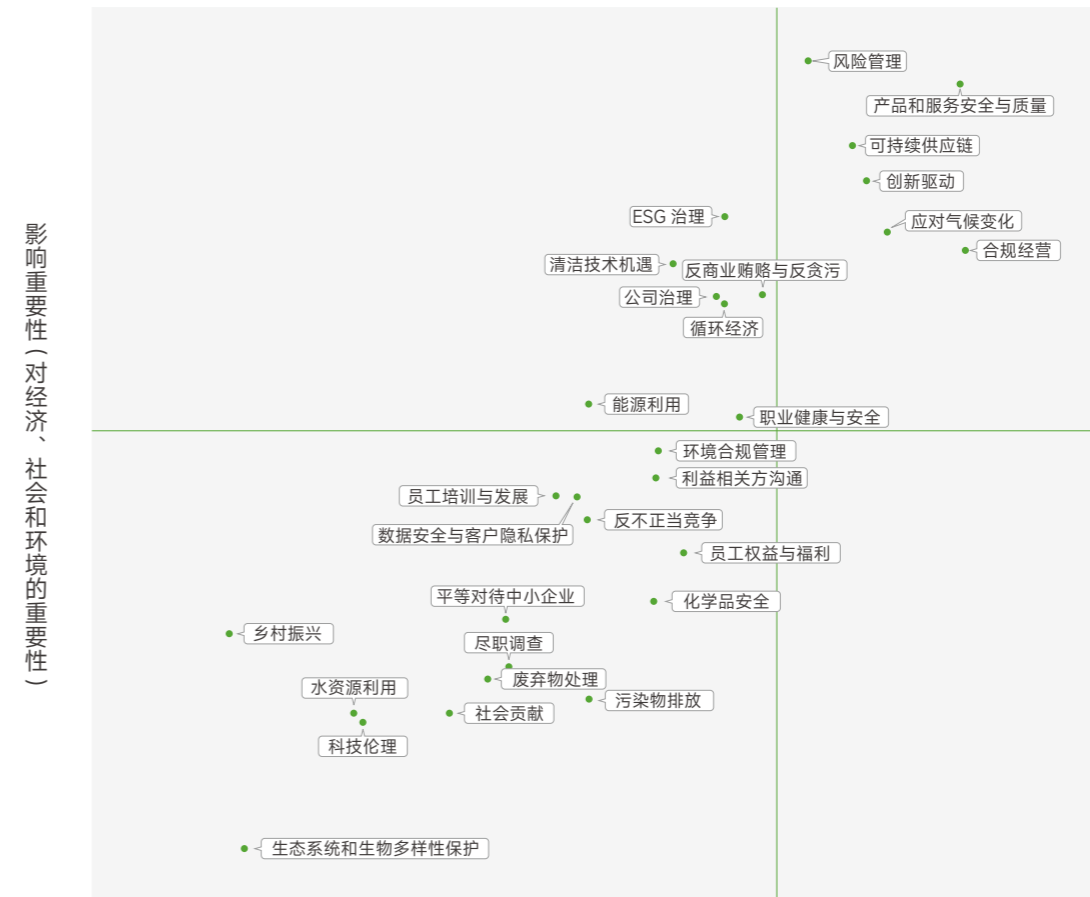 影响重要性(对经济、社会和环境的重要性)
风险管理
产品和服务安全与质量
可持续供应链
创新驱动
ESG 治理
应对气候变化
合规经营
清洁技术机遇
反商业贿赂与反贪污
公司治理
循环经济
能源利用
职业健康与安全
环境合规管理
利益相关方沟通
员工培训与发展
反不正当竞争
数据安全与客户隐私保护
员工权益与福利
平等对待中小企业
化学品安全
乡村振兴
尽职调查
废弃物处理
水资源利用
污染物排放
社会贡献
科技伦理
生态系统和生物多样性保护